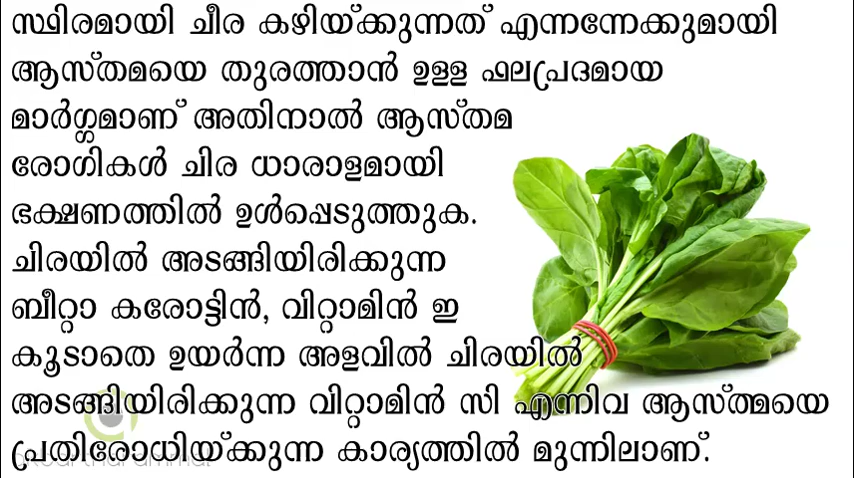 സ്ഥിരമായി ചീര കഴിയ്ക്കുന്നത് എന്നന്നേക്കുമായി
ആസ്തമയെ തുരത്താൻ ഉള്ള ഫലപ്രദമായ
മാർഗ്ഗമാണ് അതിനാൽ ആസ്തമ
രോഗികൾ ചിര ധാരാളമായി
ഭക്ഷണത്തിൽ ഉൾപ്പെടുത്തുക.
ചിരയിൽ അടങ്ങിയിരിക്കുന്ന
ബീറ്റാ കരോട്ടിൻ, വിറ്റാമിൻ ഇ
കൂടാതെ ഉയർന്ന അളവിൽ ചിരയിൽ
അടങ്ങിയിരിക്കുന്ന വിറ്റാമിൻ സി എന്നിവ ആസ്ത്മയെ
പ്രതിരോധിയ്ക്കുന്ന കാര്യത്തിൽ മുന്നിലാണ്.